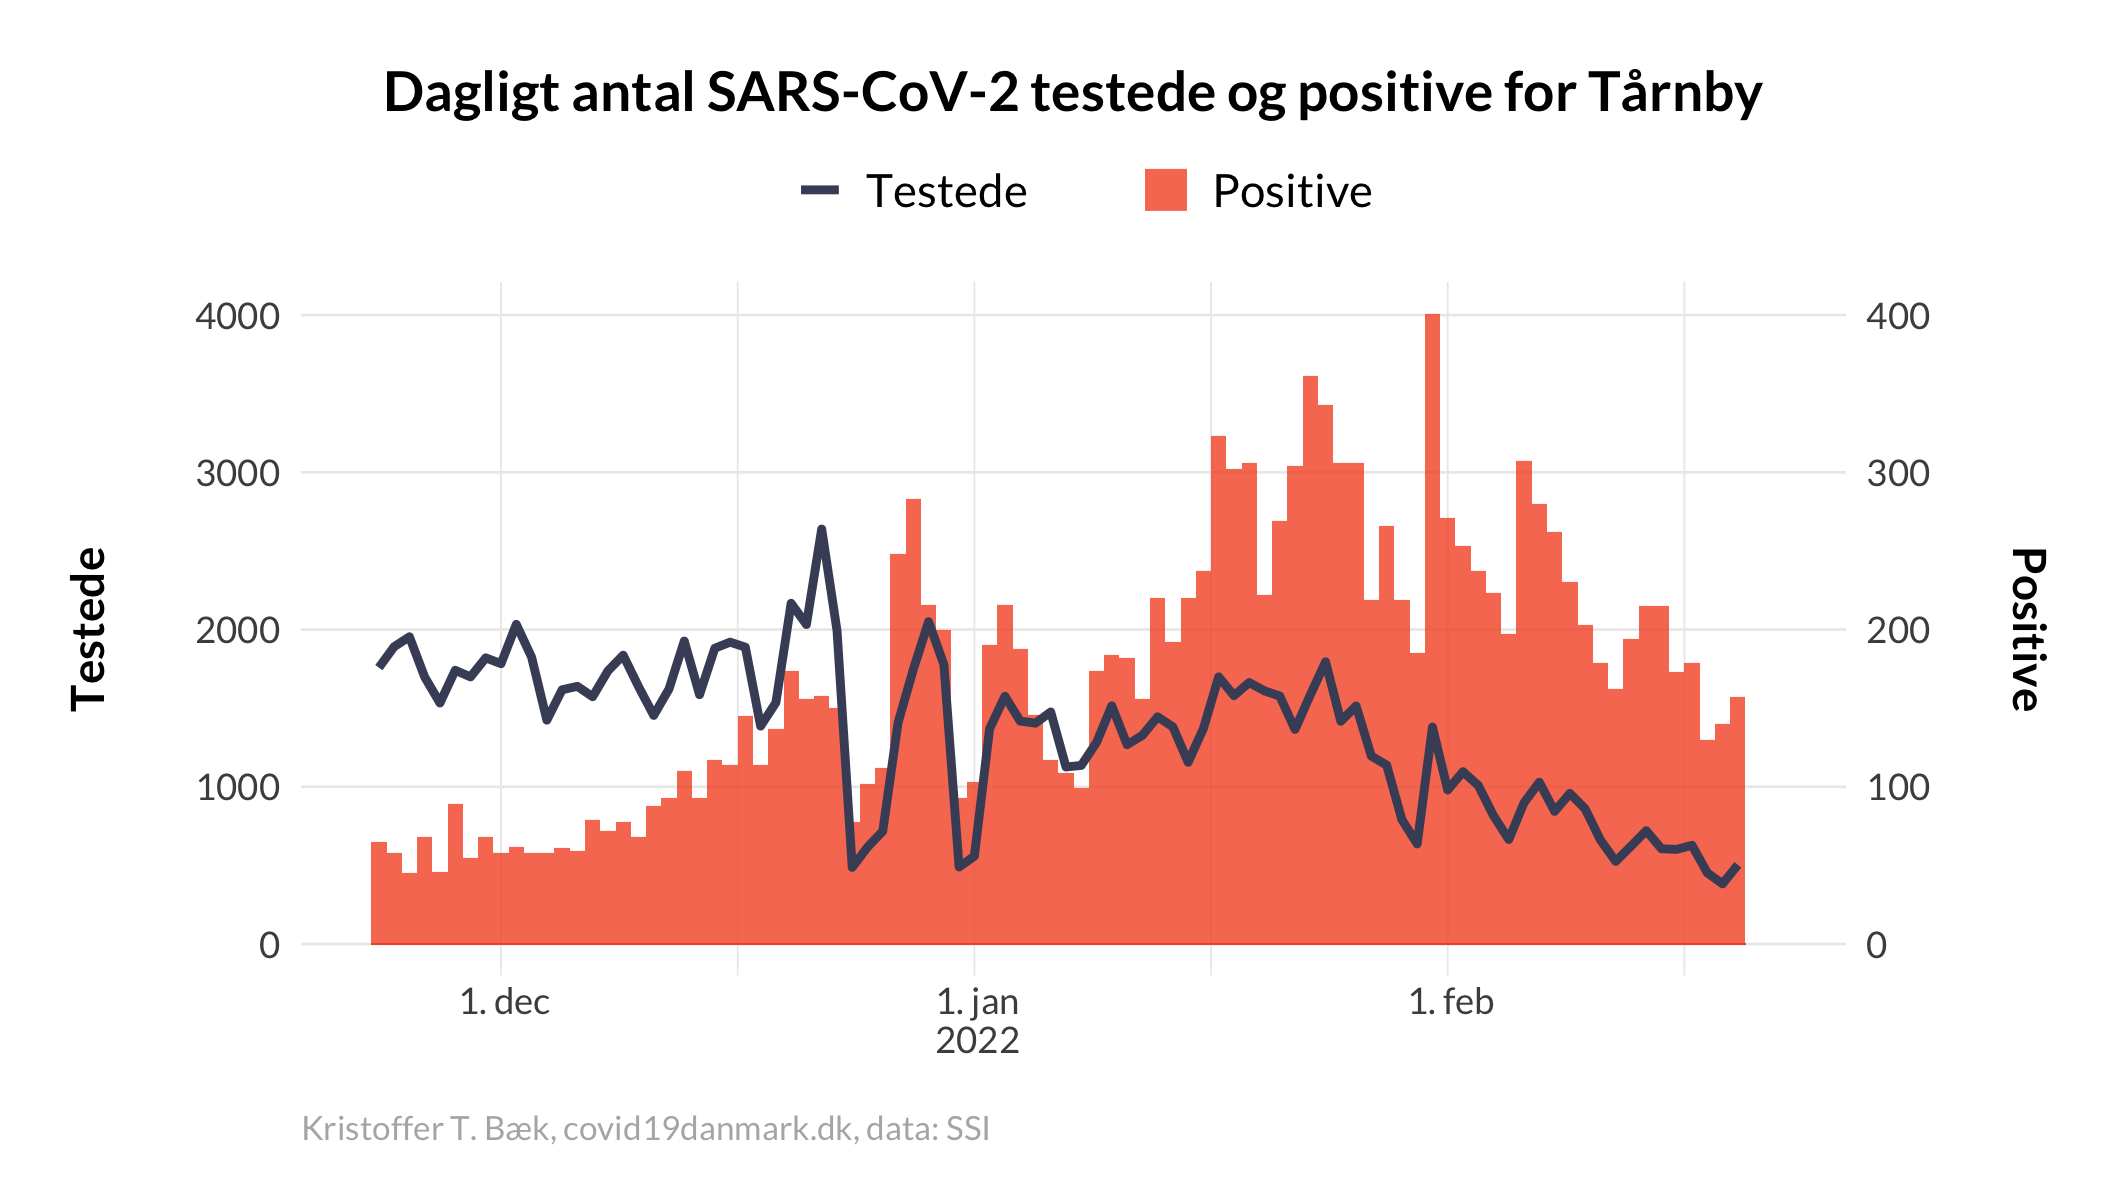 Dagligt antal SARS-CoV-2 testede og positive for Tårnby
Testede
Positive
4000
3000
2000
1000
0
Testede
400
300
200
100
0
Positive
1. dec
1. jan
2022
1. feb
Kristoffer T. Bæk, covid19danmark.dk, data: SSI